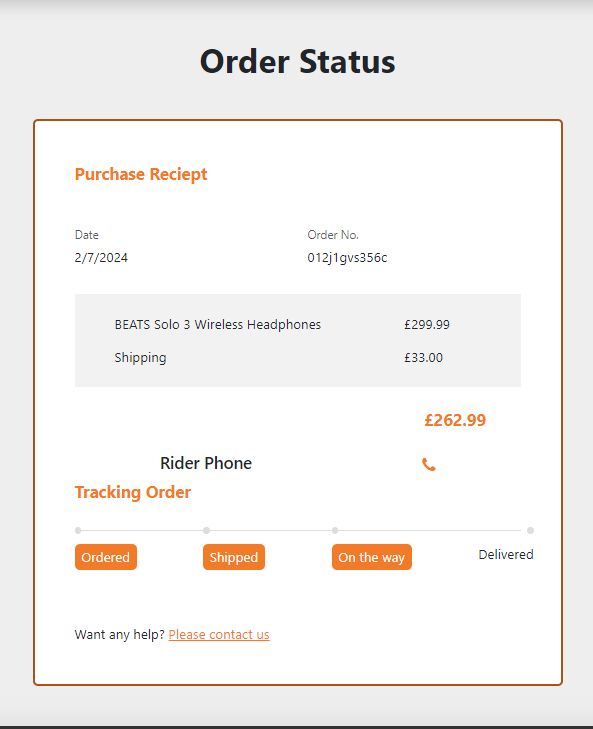 Order Status
Purchase Reciept
Date Order No.
2/7/2024 012j1gvs356c
BEATS Solo 3 Wireless Headphones £299.99
Shipping £33.00
£262.99
Rider Phone
Tracking Order
Ordered Shipped On the way Delivered
Want any help? Please contact us